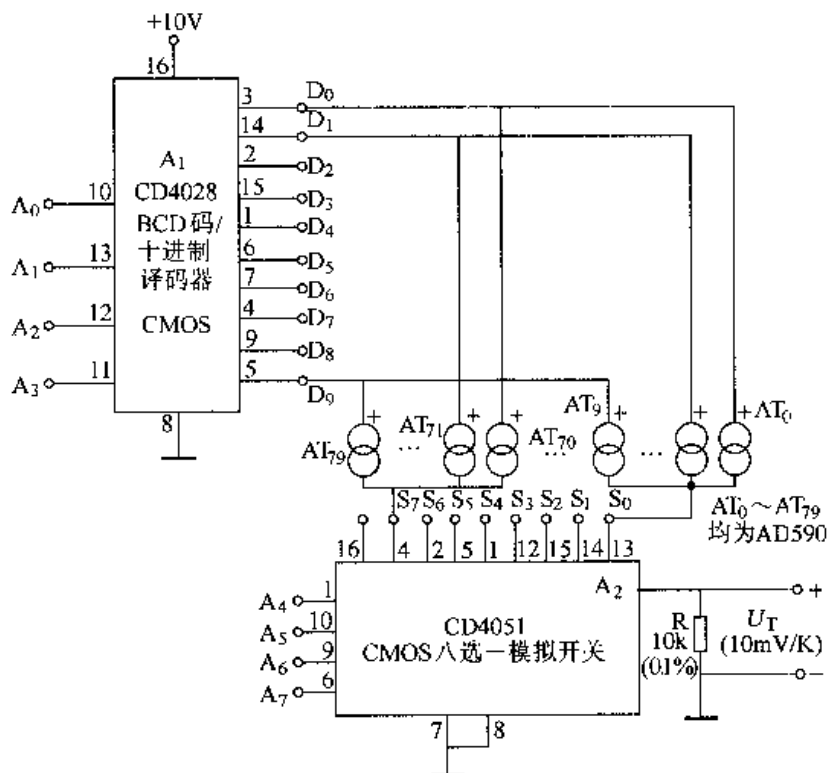 +10V
16
3 D₀
14 D₁
2 D₂
15 D₃
1 D₄
6 D₅
7 D₆
4 D₇
9 D₈
5 D₉
A₁
CD4028
BCD码/
十进制
译码器
CMOS
A₀ 10
A₁ 13
A₂ 12
A₃ 11
8
+ + + + + +
AT₇₉ … AT₇₁ AT₇₀ … AT₉ … AT₀
AT₀～AT₇₉
均为AD590
S₇ S₆ S₅ S₄ S₃ S₂ S₁ S₀
16 4 2 5 1 12 15 14 13
A₂
CD4051
CMOS八选一模拟开关
A₄ 1
A₅ 10
A₆ 9
A₇ 6
7 8
R
10k
(0.1%)
+
U_T
(10mV/K)
−